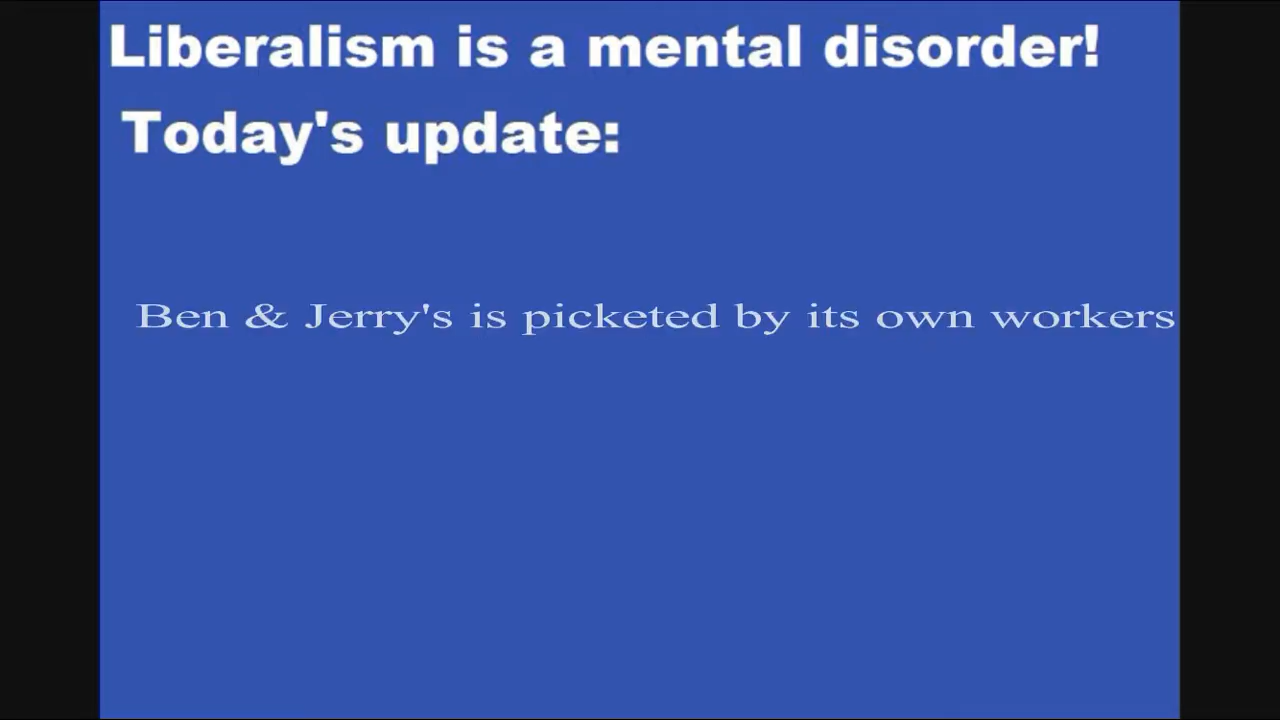 Liberalism is a mental disorder!
Today's update:
Ben & Jerry's is picketed by its own workers